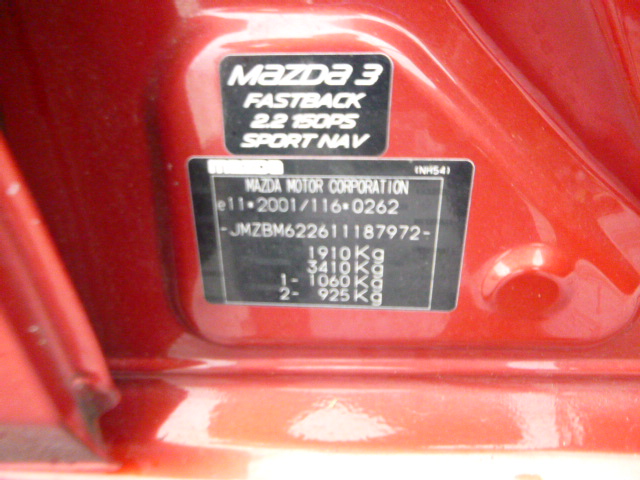 mazda 3
FASTBACK
2.2 150PS
SPORT NAV
(NH54)
MAZDA MOTOR CORPORATION
e11•2001/116•0262
-JMZBM622611187972-
1910Kg
3410Kg
1- 1060Kg
2- 925Kg